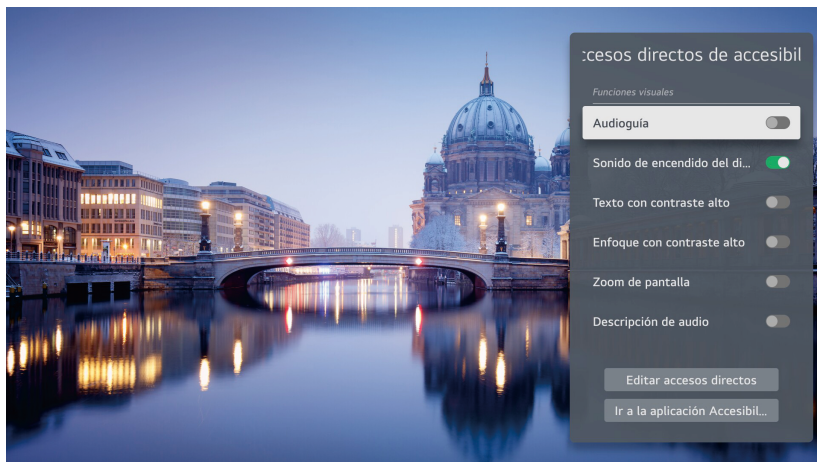 ccesos directos de accesibil
Funciones visuales
Audioguía
Sonido de encendido del di...
Texto con contraste alto
Enfoque con contraste alto
Zoom de pantalla
Descripción de audio
Editar accesos directos
Ir a la aplicación Accesibil...